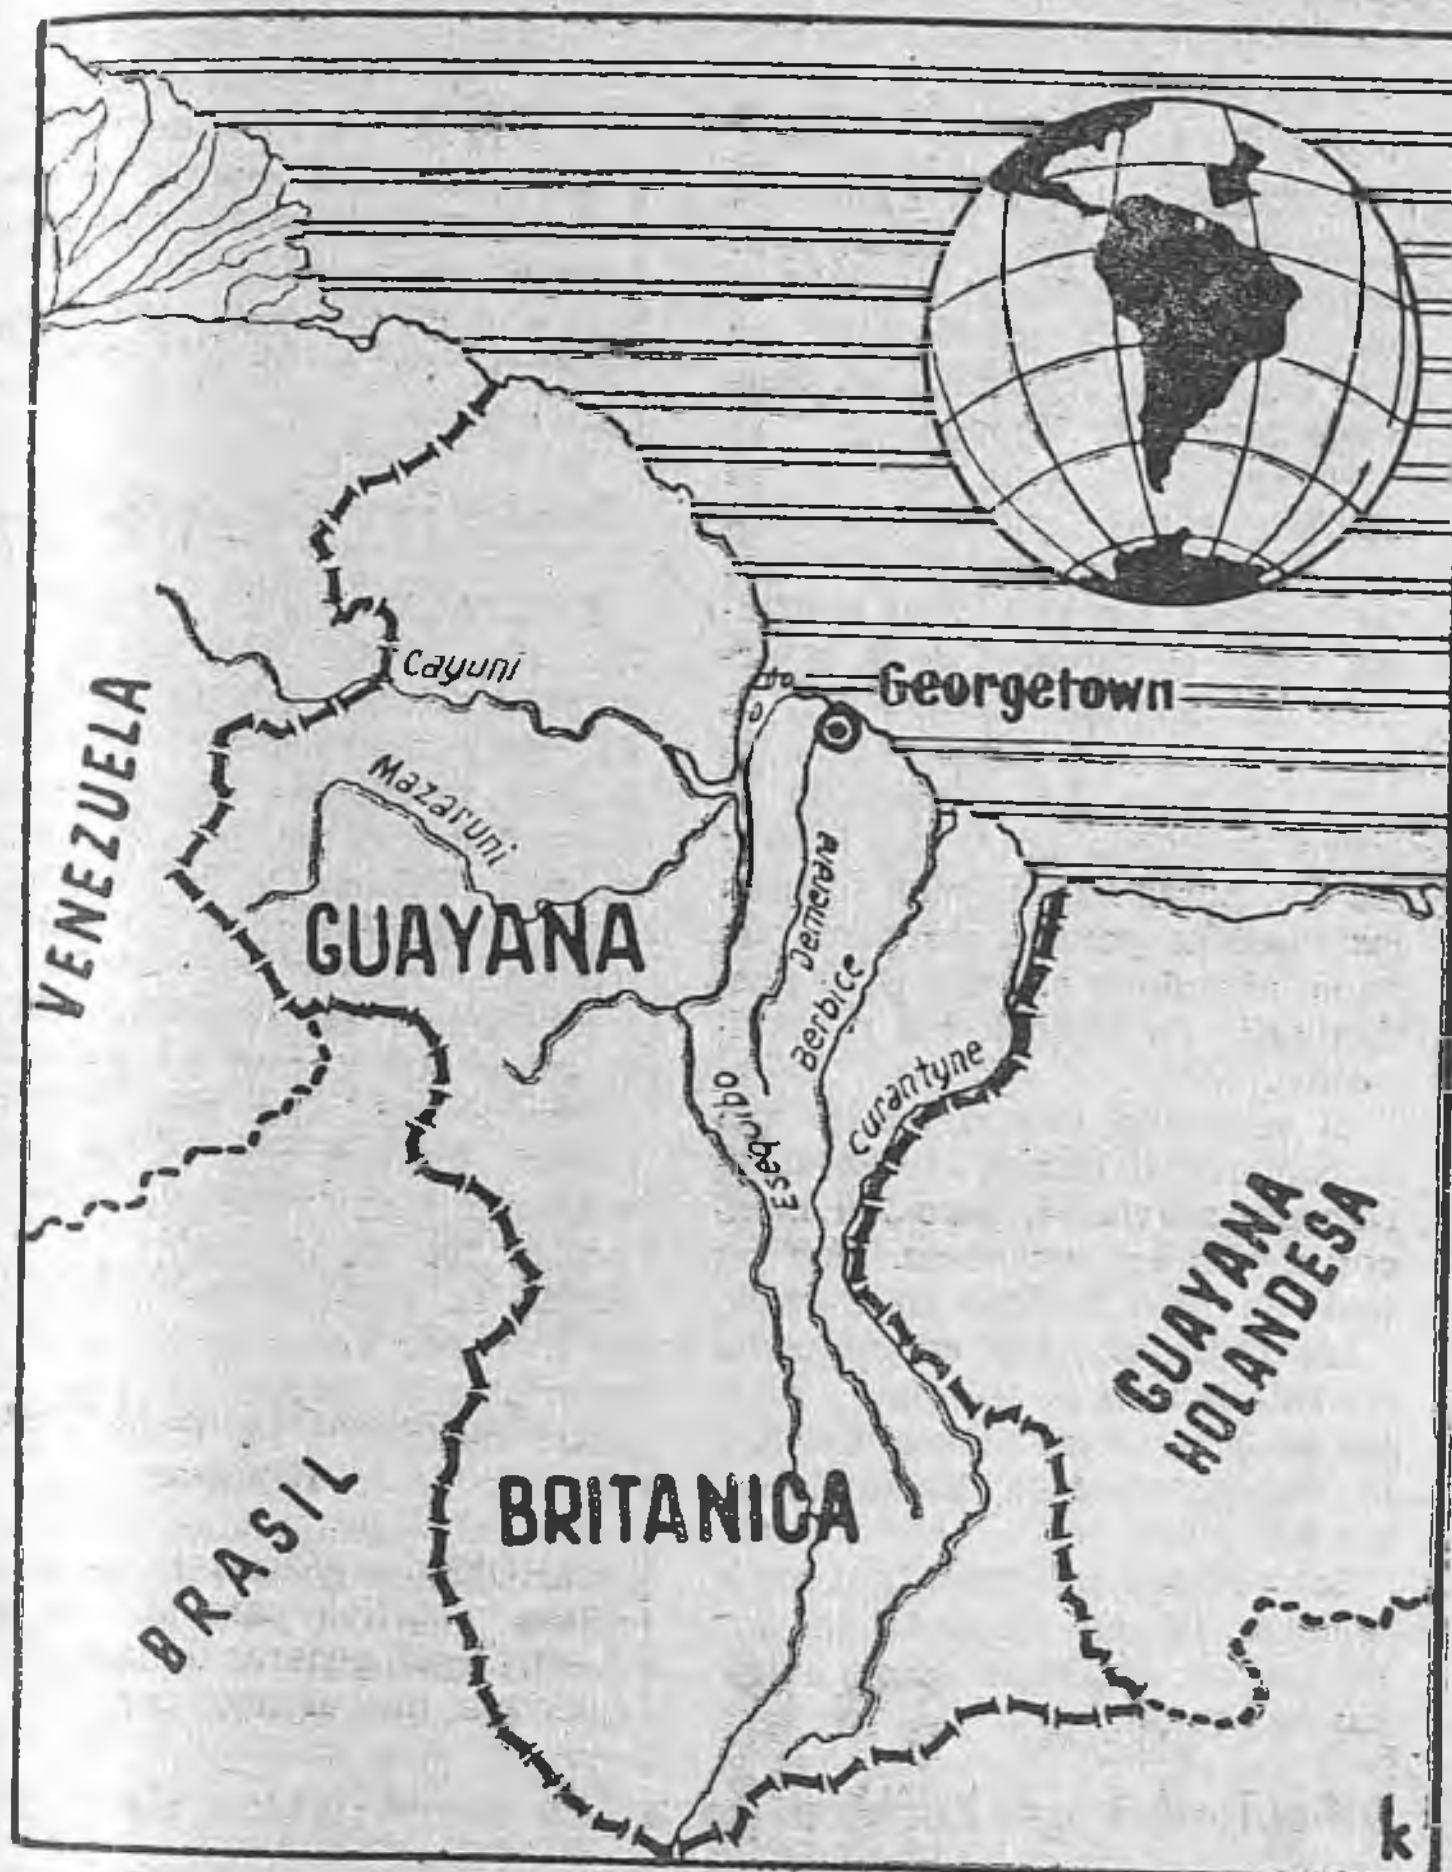 Georgetown
Cayuni
VENEZUELA
Mazaruni
GUAYANA
Demerara
Berbice
Curantyne
Esequibo
GUAYANA
HOLANDESA
BRASIL
BRITANICA
k